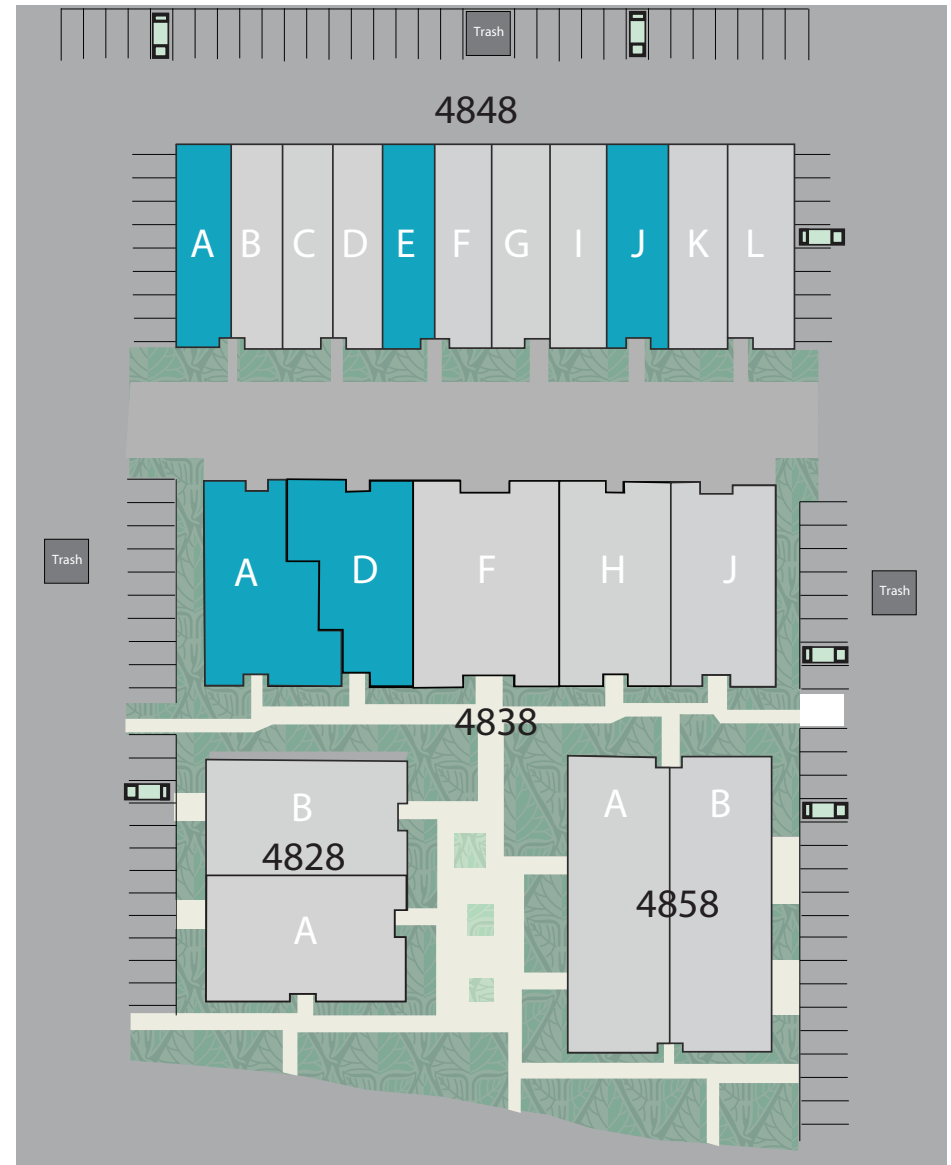 Trash
4848
A B C D E F G I J K L
A D F H J
Trash
Trash
4838
B
4828
A
A B
4858